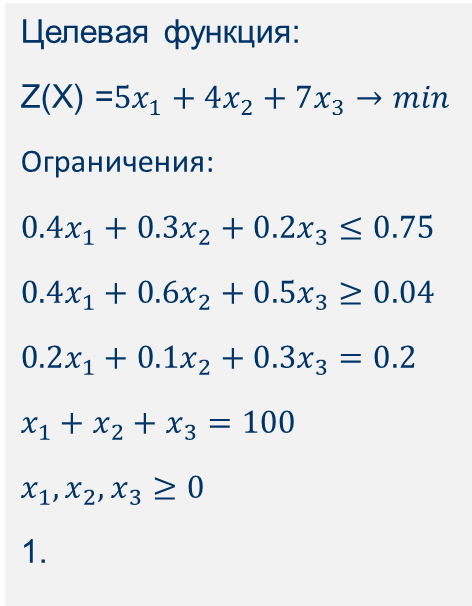 Целевая функция:
Z(X) =5x₁ + 4x₂ + 7x₃ → min
Ограничения:
0.4x₁ + 0.3x₂ + 0.2x₃ ≤ 0.75
0.4x₁ + 0.6x₂ + 0.5x₃ ≥ 0.04
0.2x₁ + 0.1x₂ + 0.3x₃ = 0.2
x₁ + x₂ + x₃ = 100
x₁, x₂, x₃ ≥ 0
1.